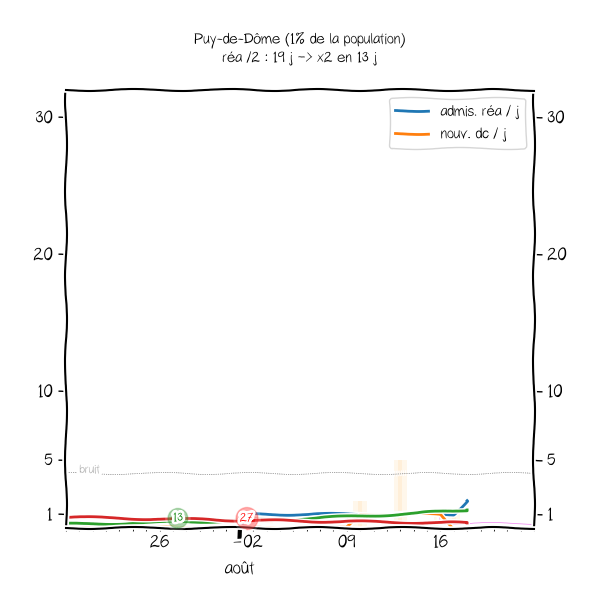 Puy-de-Dôme (1% de la population)
réa /2 : 19 j -> x2 en 13 j
admis. réa / j
nouv. dc / j
30 30
20 20
10 10
5 5
bruit
1 1
13 27
26 02 09 16
août